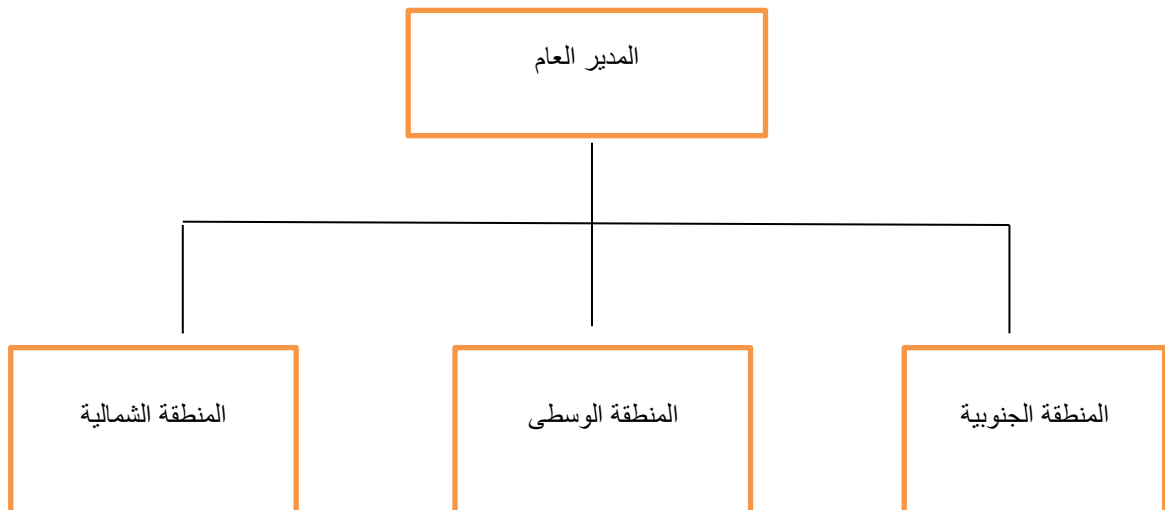 المدير العام
المنطقة الجنوبية
المنطقة الوسطى
المنطقة الشمالية